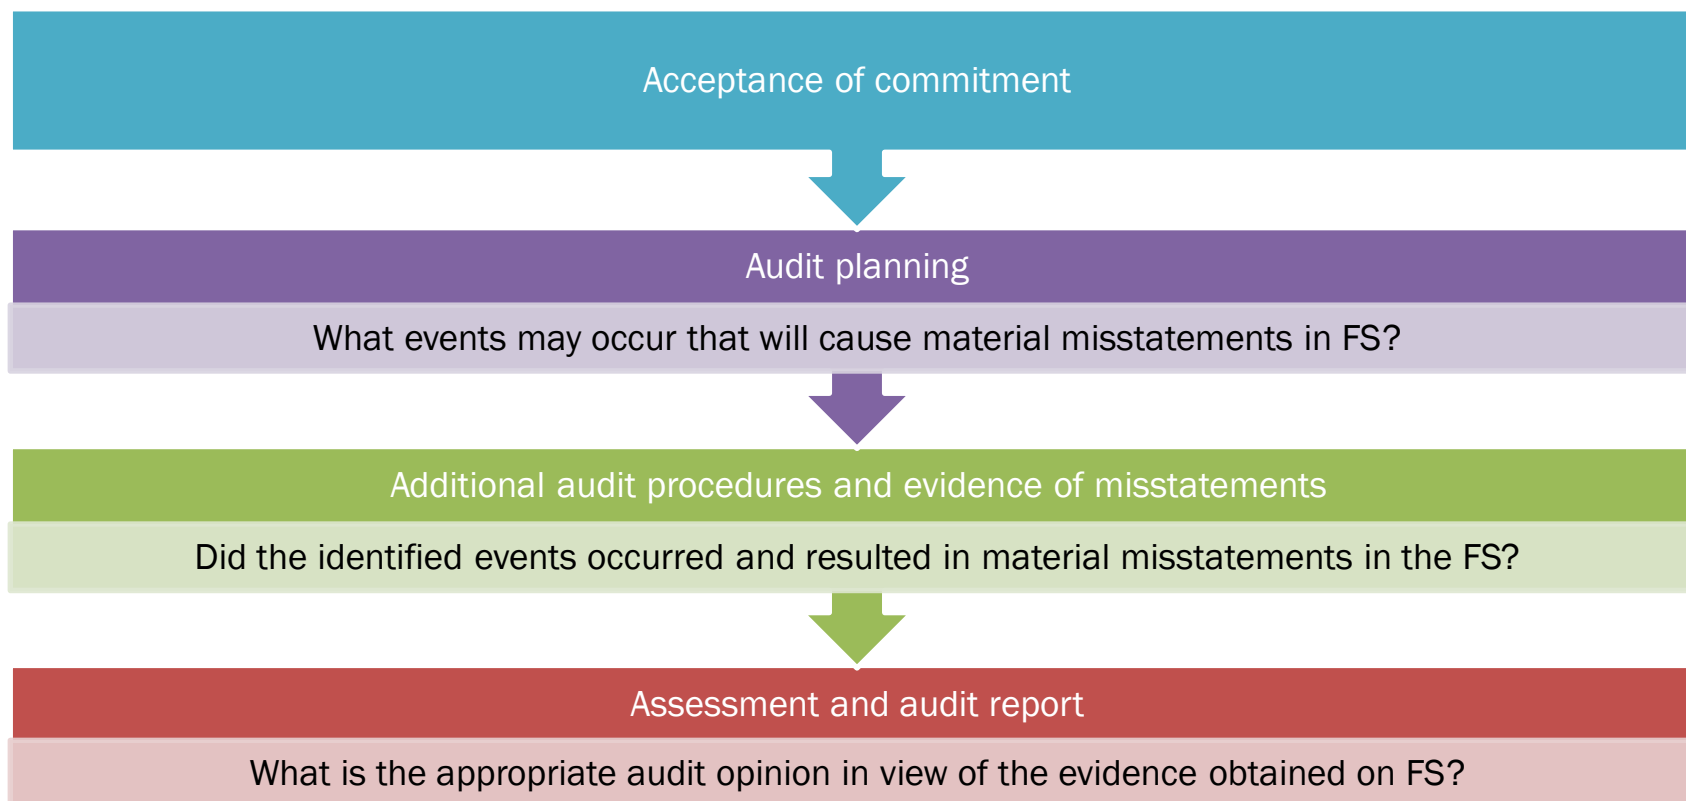 Acceptance of commitment
Audit planning
What events may occur that will cause material misstatements in FS?
Additional audit procedures and evidence of misstatements
Did the identified events occurred and resulted in material misstatements in the FS?
Assessment and audit report
What is the appropriate audit opinion in view of the evidence obtained on FS?